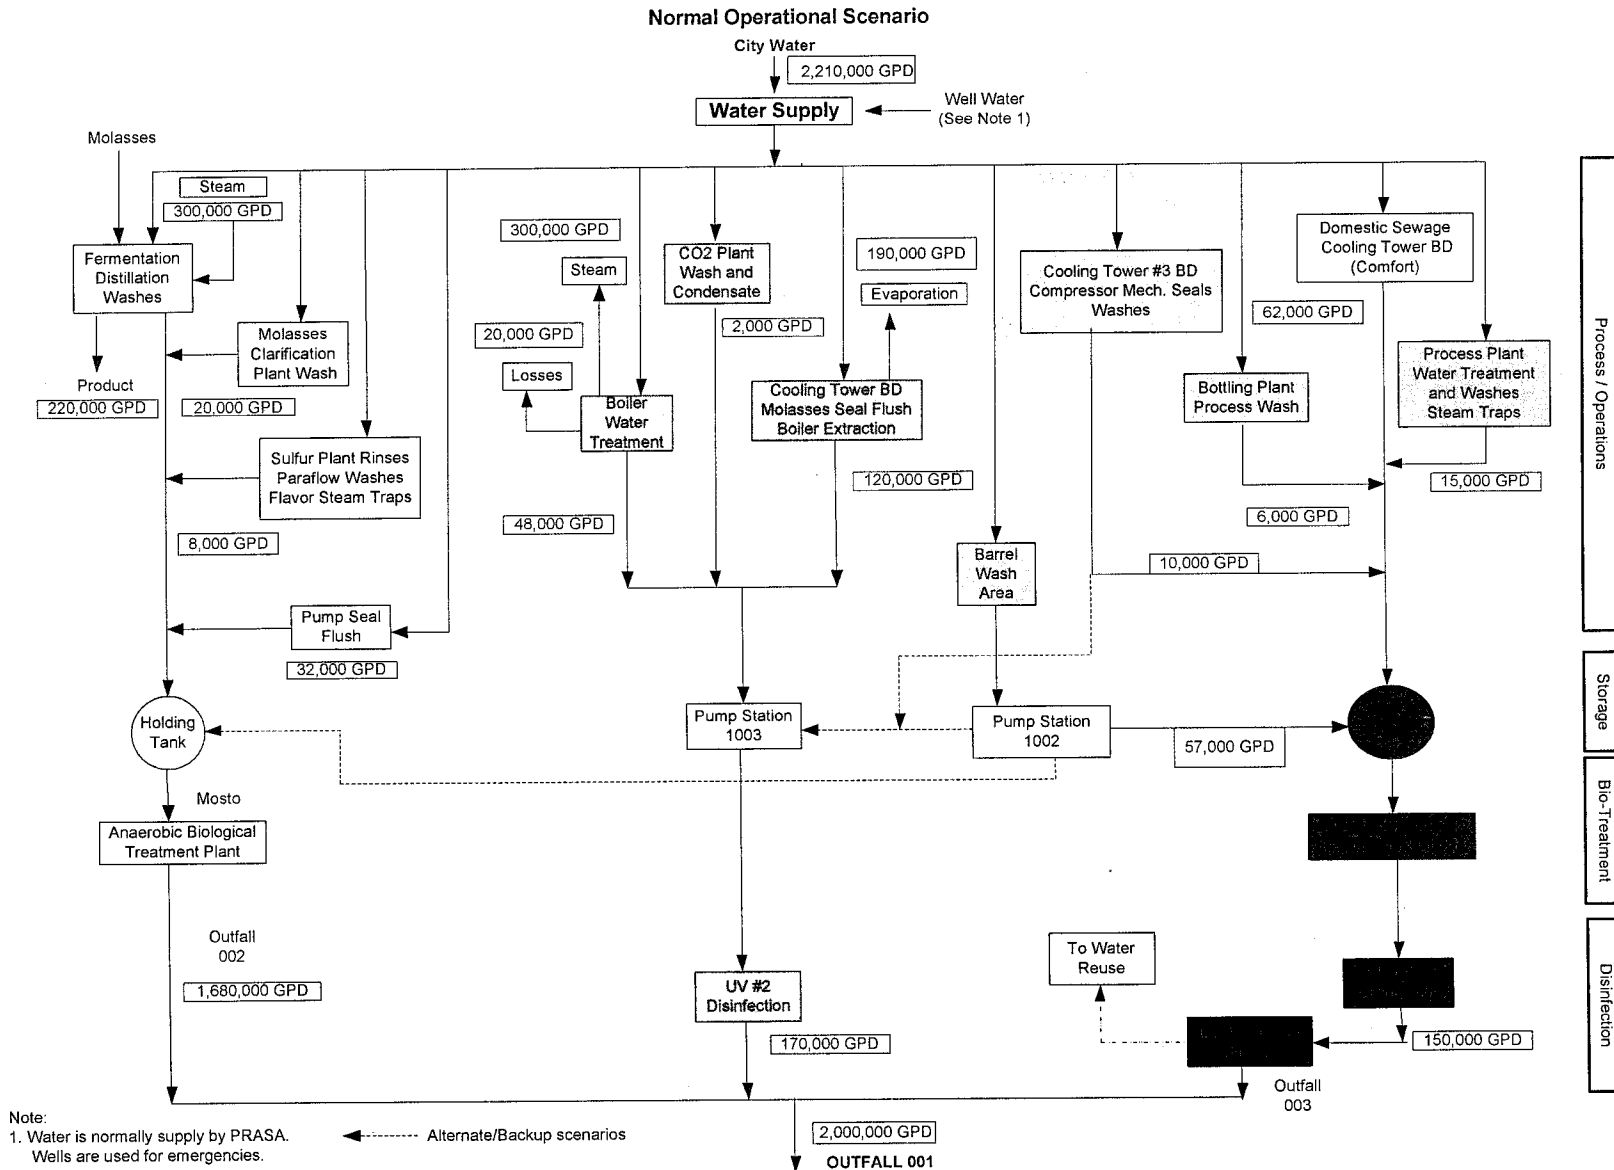 Normal Operational Scenario
City Water
2,210,000 GPD
Water Supply
Well Water
(See Note 1)
Molasses
Steam
300,000 GPD
Fermentation
Distillation
Washes
Product
220,000 GPD
Molasses
Clarification
Plant Wash
20,000 GPD
Sulfur Plant Rinses
Paraflow Washes
Flavor Steam Traps
8,000 GPD
Pump Seal
Flush
32,000 GPD
Holding
Tank
Mosto
Anaerobic Biological
Treatment Plant
Outfall
002
1,680,000 GPD
300,000 GPD
Steam
20,000 GPD
Losses
Boiler
Water
Treatment
48,000 GPD
CO2 Plant
Wash and
Condensate
2,000 GPD
190,000 GPD
Evaporation
Cooling Tower BD
Molasses Seal Flush
Boiler Extraction
120,000 GPD
Pump Station
1003
UV #2
Disinfection
170,000 GPD
Barrel
Wash
Area
Pump Station
1002
57,000 GPD
Cooling Tower #3 BD
Compressor Mech. Seals
Washes
10,000 GPD
Bottling Plant
Process Wash
6,000 GPD
Domestic Sewage
Cooling Tower BD
(Comfort)
62,000 GPD
Process Plant
Water Treatment
and Washes
Steam Traps
15,000 GPD
To Water
Reuse
150,000 GPD
Outfall
003
Process / Operations
Storage
Bio-Treatment
Disinfection
Note:
1. Water is normally supply by PRASA.
Wells are used for emergencies.
Alternate/Backup scenarios
2,000,000 GPD
OUTFALL 001